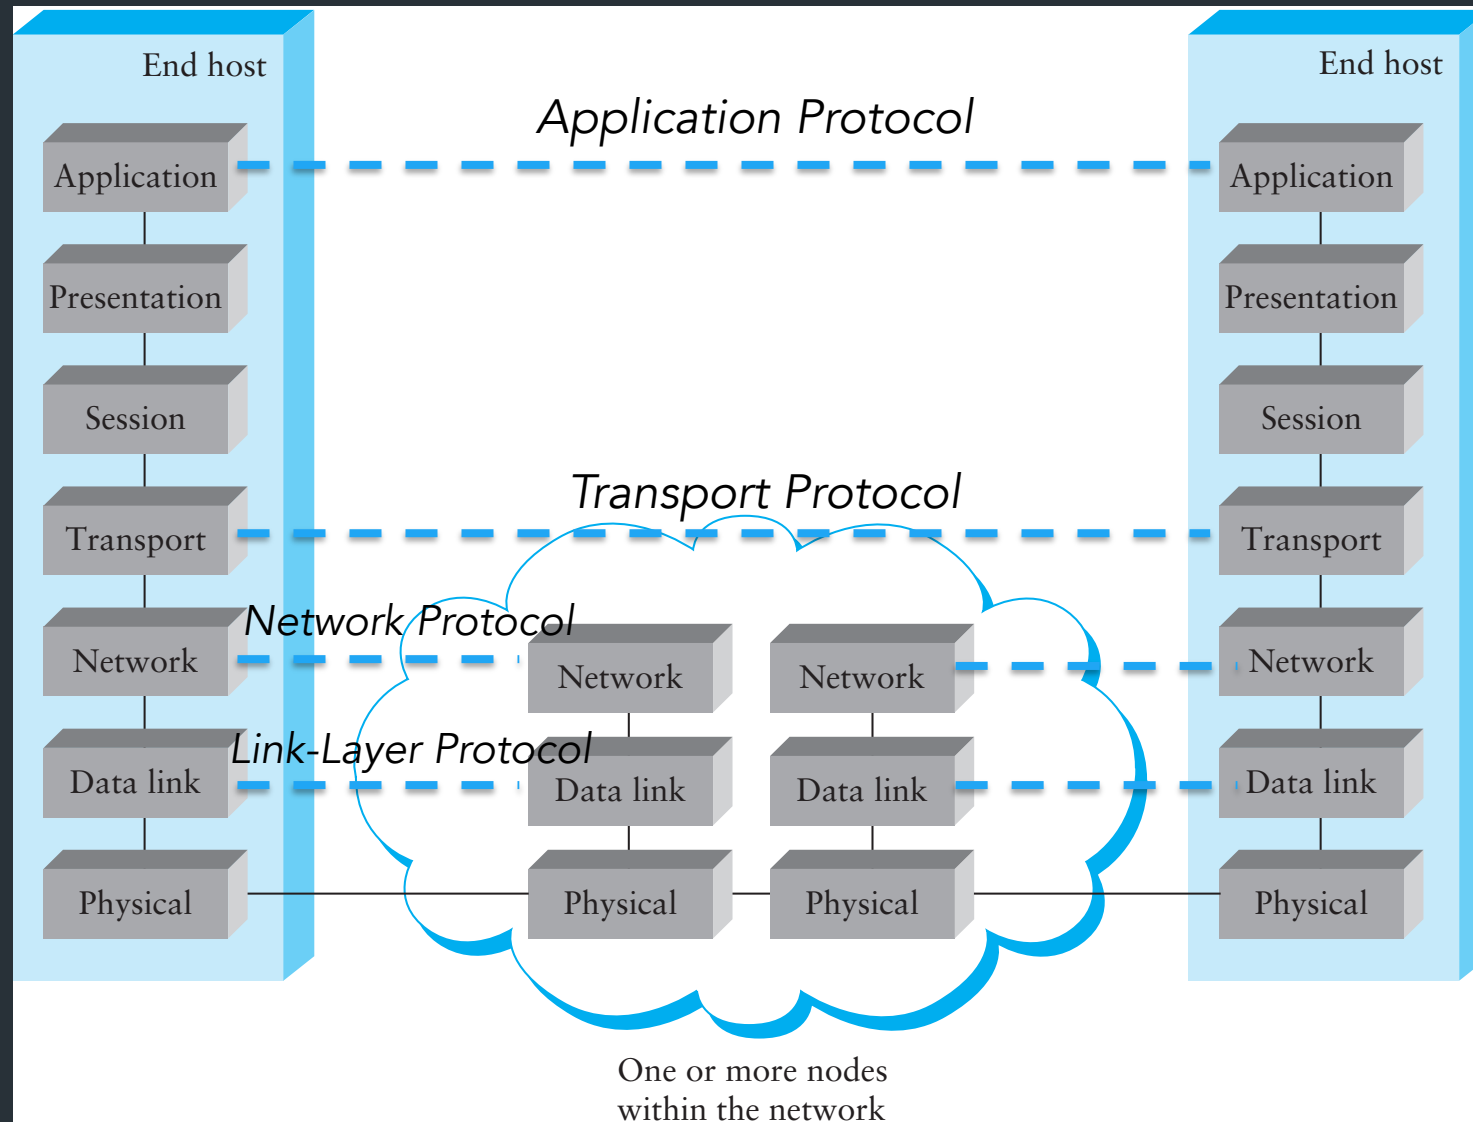 End host
End host
Application Protocol
Application
Application
Presentation
Presentation
Session
Session
Transport Protocol
Transport
Transport
Network Protocol
Network
Network
Network
Network
Link-Layer Protocol
Data link
Data link
Data link
Data link
Physical
Physical
Physical
Physical
One or more nodes
within the network